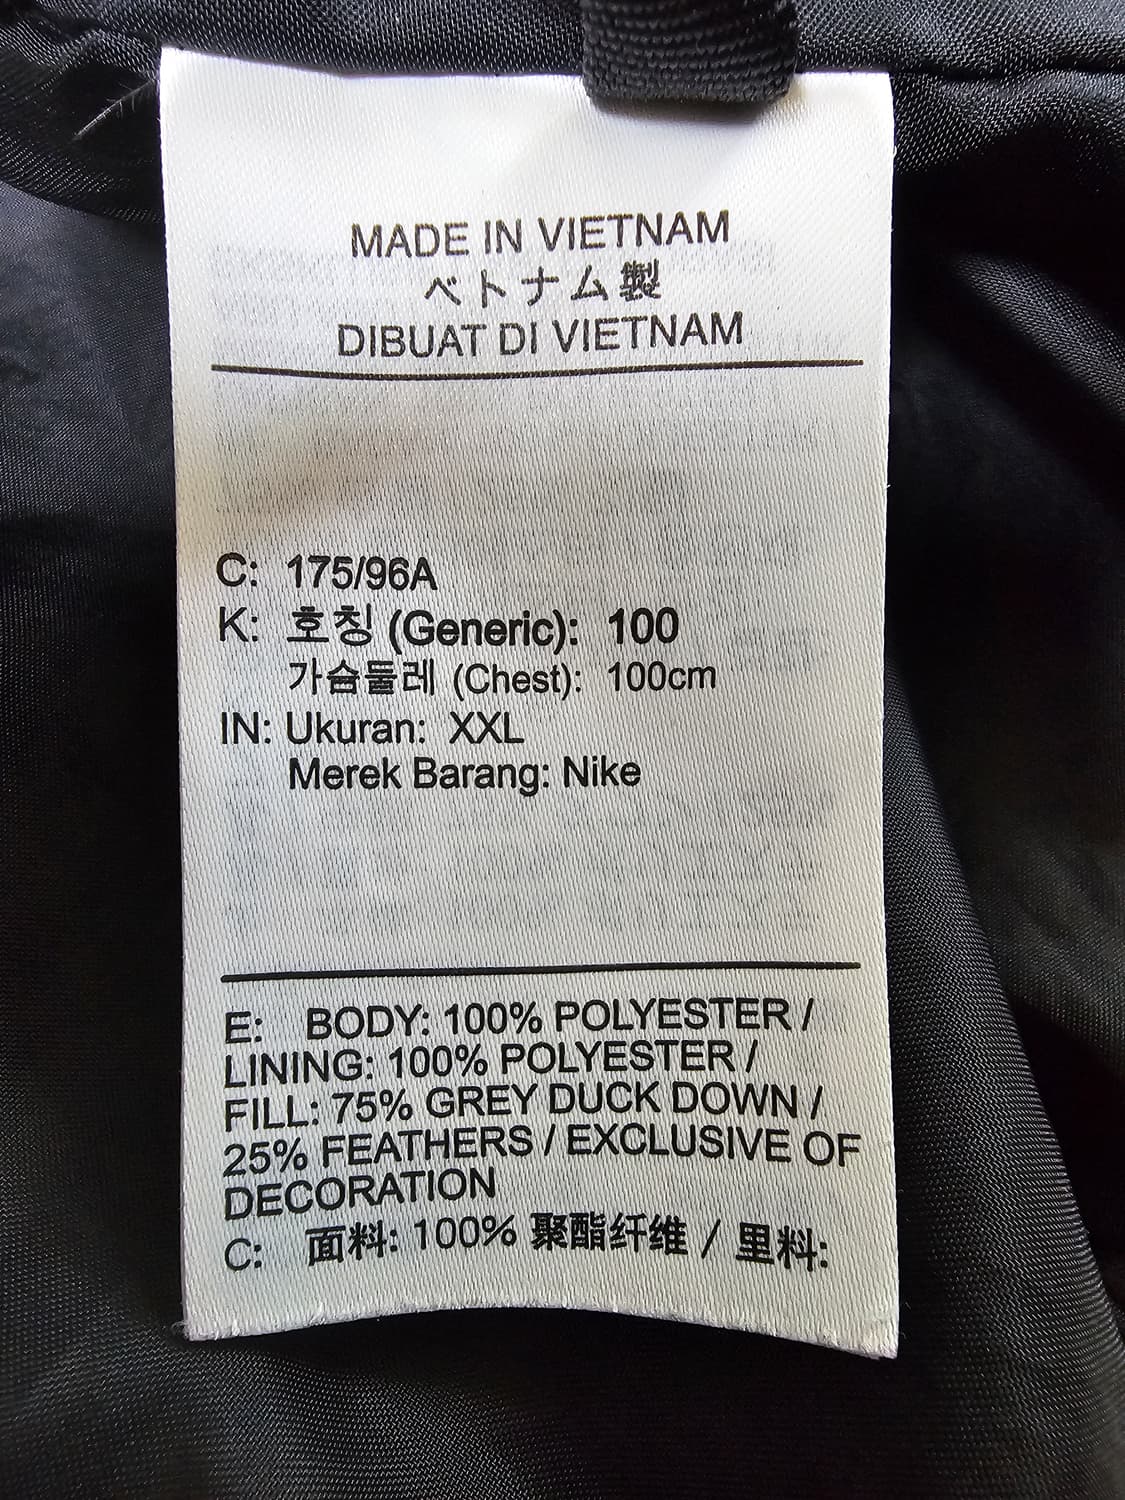 MADE IN VIETNAM
ベトナム製
DIBUAT DI VIETNAM
C: 175/96A
K: 호칭 (Generic): 100
가슴둘레 (Chest): 100cm
IN: Ukuran: XXL
Merek Barang: Nike
E: BODY: 100% POLYESTER /
LINING: 100% POLYESTER /
FILL: 75% GREY DUCK DOWN /
25% FEATHERS / EXCLUSIVE OF
DECORATION
C: 面料: 100% 聚酯纤维 / 里料: